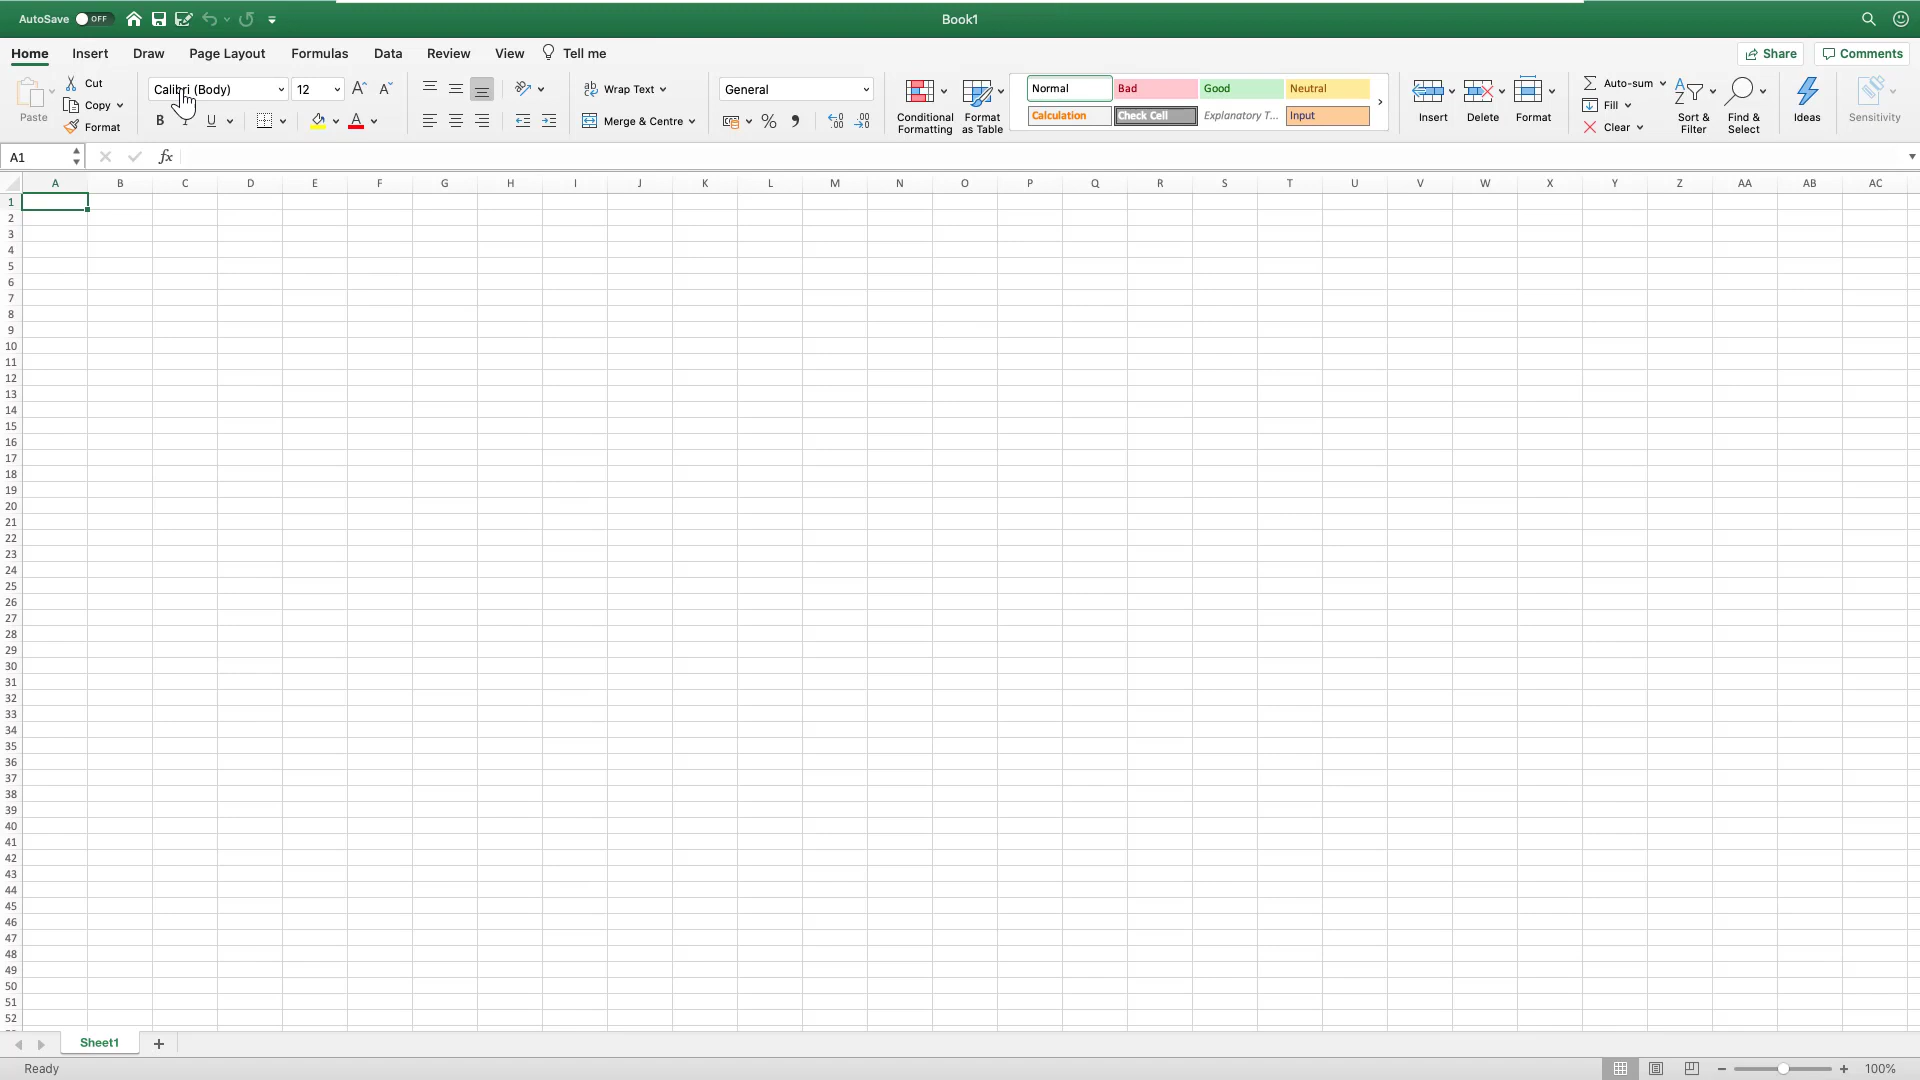 AutoSave OFF Book1
Home Insert Draw Page Layout Formulas Data Review View Tell me Share Comments
Paste
Cut
Copy
Format
Calibri (Body) 12
B I U A
Wrap Text
Merge & Centre
General
Conditional Formatting
Format as Table
Normal Bad Good Neutral
Calculation Check Cell Explanatory T... Input
Insert Delete Format
Auto-sum
Fill
Clear
Sort & Filter
Find & Select
Ideas
Sensitivity
A1 fx
A B C D E F G H I J K L M N O P Q R S T U V W X Y Z AA AB AC
1
2
3
4
5
6
7
8
9
10
11
12
13
14
15
16
17
18
19
20
21
22
23
24
25
26
27
28
29
30
31
32
33
34
35
36
37
38
39
40
41
42
43
44
45
46
47
48
49
50
51
52
Sheet1 +
Ready 100%